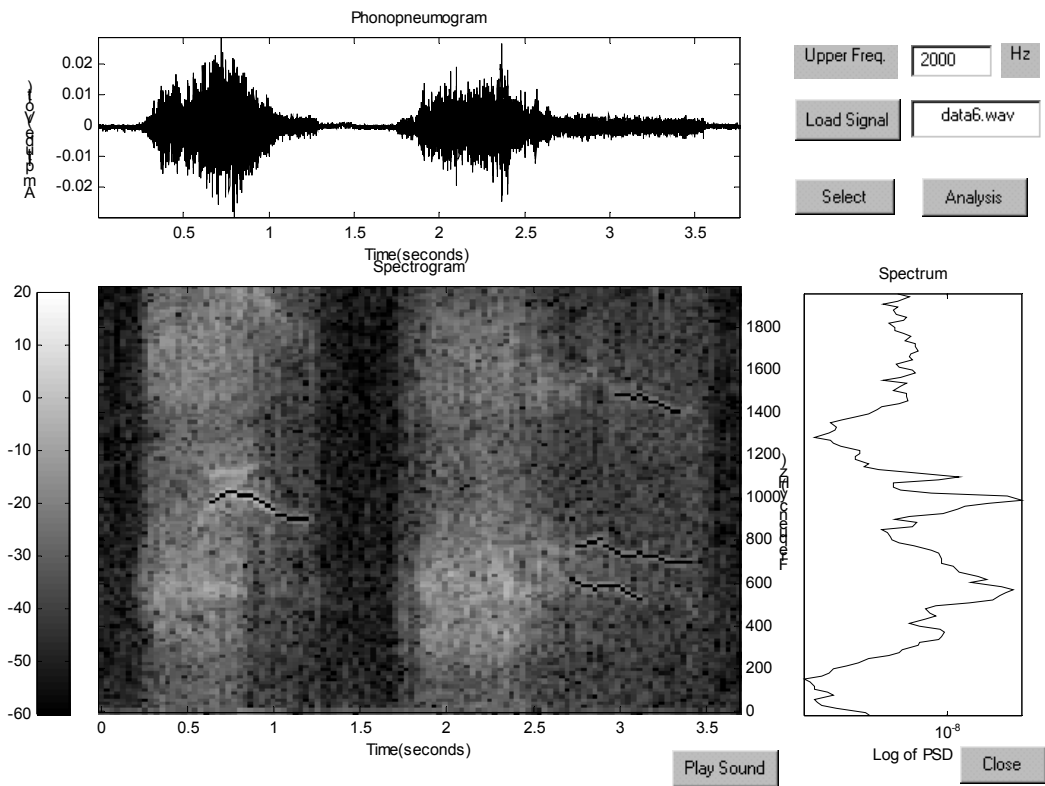 Phonopneumogram
0.02
0.01
0
-0.01
-0.02
Amplitude(Volt)
0.5 1 1.5 2 2.5 3 3.5
Time(seconds)
Upper Freq. 2000 Hz
Load Signal data6.wav
Select Analysis
Spectrogram
20
10
0
-10
-20
-30
-40
-50
-60
1800
1600
1400
1200
1000
800
600
400
200
0
Frequency(Hz)
0 0.5 1 1.5 2 2.5 3 3.5
Time(seconds)
Spectrum
10-8
Log of PSD
Play Sound
Close